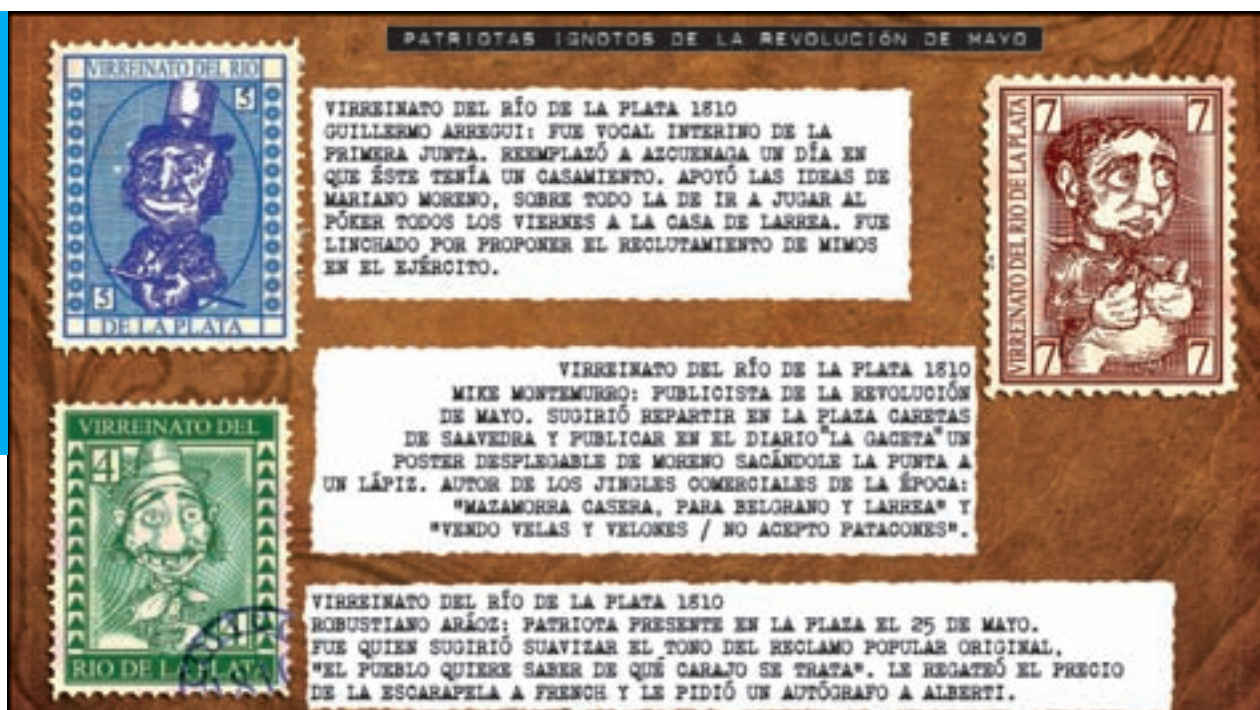 PATRIOTAS IGNOTOS DE LA REVOLUCIÓN DE MAYO
VIRREINATO DEL RIO
5
5
DE LA PLATA
VIRREINATO DEL RÍO DE LA PLATA 1810
GUILLERMO ARREGUI: FUE VOCAL INTERINO DE LA
PRIMERA JUNTA. REEMPLAZÓ A AZCUENAGA UN DÍA EN
QUE ÉSTE TENÍA UN CASAMIENTO. APOYÓ LAS IDEAS DE
MARIANO MORENO, SOBRE TODO LA DE IR A JUGAR AL
PÓKER TODOS LOS VIERNES A LA CASA DE LARREA. FUE
LINCHADO POR PROPONER EL RECLUTAMIENTO DE MIMOS
EN EL EJÉRCITO.
7
7
VIRREINATO DEL RIO DE LA PLATA
7
7
VIRREINATO DEL RÍO DE LA PLATA 1810
MIKE MONTEMURRO: PUBLICISTA DE LA REVOLUCIÓN
DE MAYO. SUGIRIÓ REPARTIR EN LA PLAZA CARETAS
DE SAAVEDRA Y PUBLICAR EN EL DIARIO "LA GACETA" UN
POSTER DESPLEGABLE DE MORENO SACÁNDOLE LA PUNTA A
UN LÁPIZ. AUTOR DE LOS JINGLES COMERCIALES DE LA ÉPOCA:
"MAZAMORRA CASERA, PARA BELGRANO Y LARREA" Y
"VENDO VELAS Y VELONES / NO ACEPTO PATACONES".
VIRREINATO DEL
4
4
RIO DE LA PLATA
VIRREINATO DEL RÍO DE LA PLATA 1810
ROBUSTIANO ARÁOZ: PATRIOTA PRESENTE EN LA PLAZA EL 25 DE MAYO.
FUE QUIEN SUGIRIÓ SUAVIZAR EL TONO DEL RECLAMO POPULAR ORIGINAL,
"EL PUEBLO QUIERE SABER DE QUÉ CARAJO SE TRATA". LE REGATEÓ EL PRECIO
DE LA ESCARAPELA A FRENCH Y LE PIDIÓ UN AUTÓGRAFO A ALBERTI.